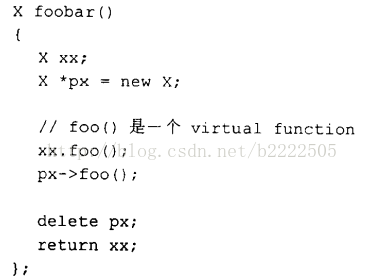 X foobar()
{
X xx;
X *px = new X;
// foo() 是一个 virtual function
xx.foo();
http://blog.csdn.net/b2222505
px->foo();
delete px;
return xx;
};